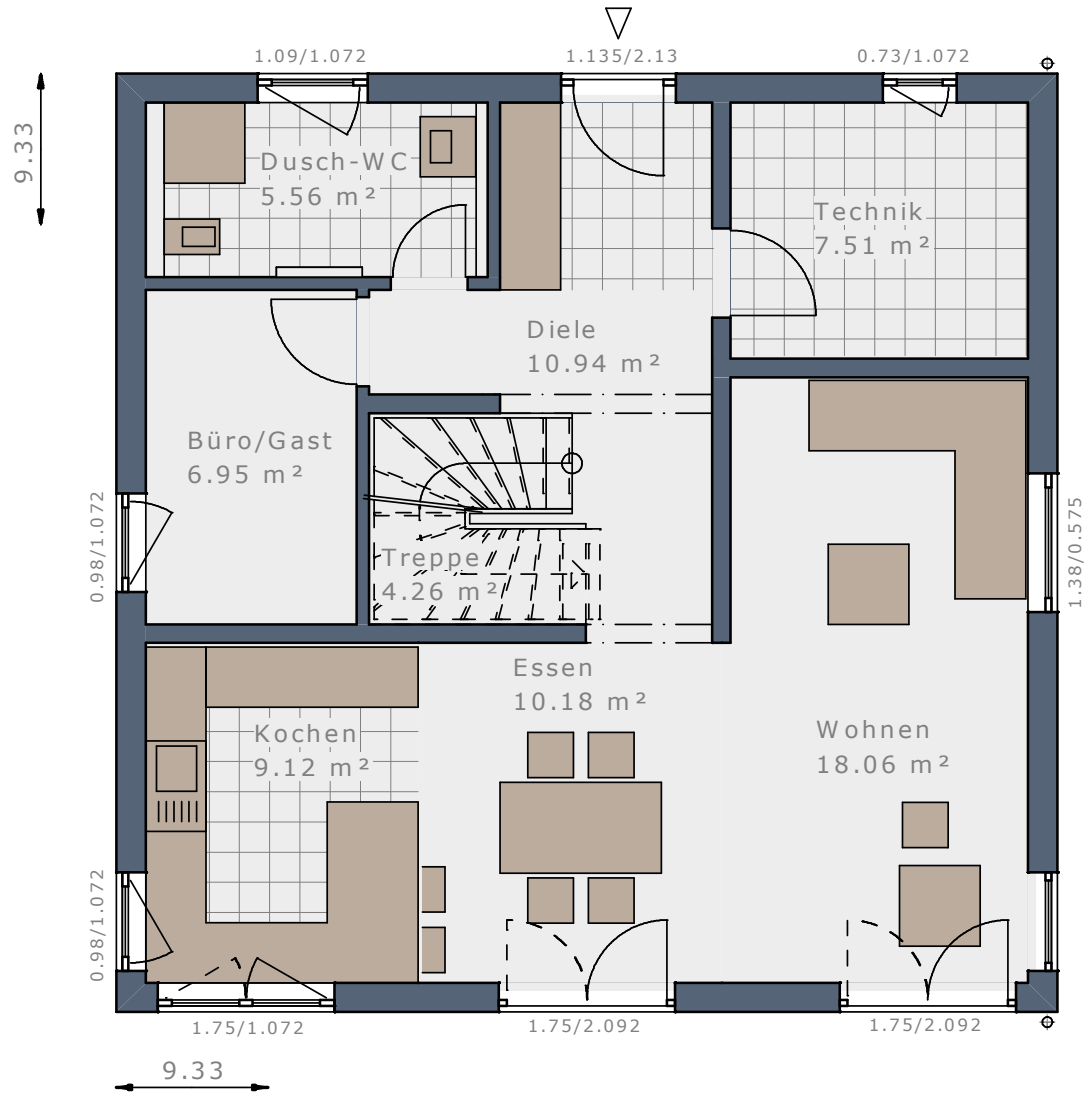 1.09/1.072
1.135/2.13
0.73/1.072
9.33
Dusch-WC
5.56 m²
Technik
7.51 m²
Diele
10.94 m²
Büro/Gast
6.95 m²
0.98/1.072
1.38/0.575
Treppe
4.26 m²
Essen
10.18 m²
Kochen
9.12 m²
Wohnen
18.06 m²
0.98/1.072
1.75/1.072
1.75/2.092
1.75/2.092
9.33